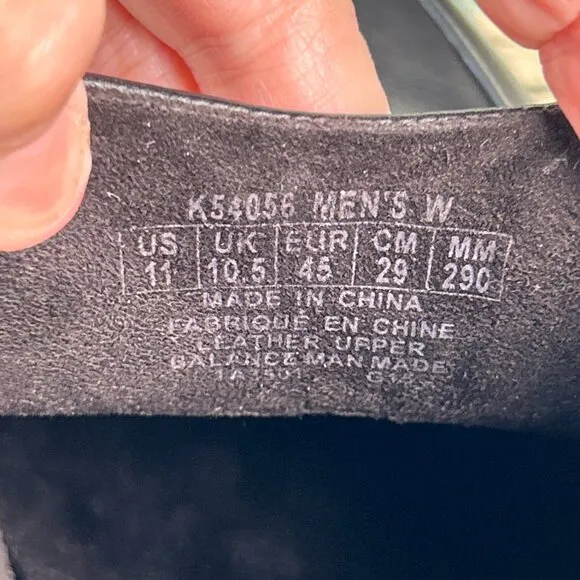 K54056 MEN'S W
US UK EUR CM MM
11 10.5 45 29 290
MADE IN CHINA
FABRIQUÉ EN CHINE
LEATHER UPPER
BALANCE MAN MADE